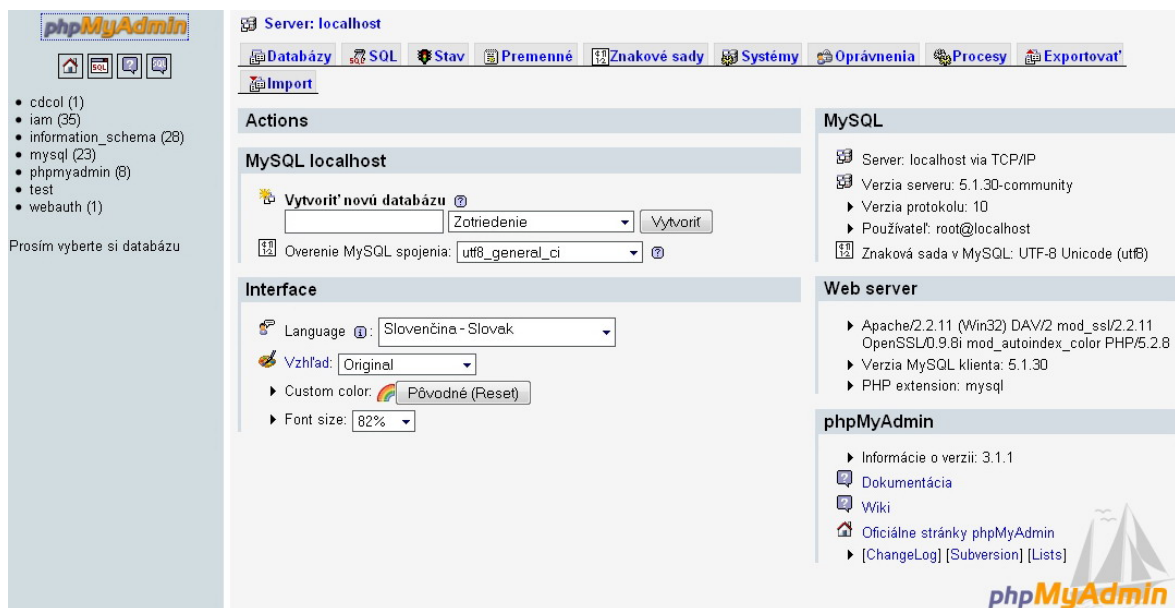 phpMyAdmin
SQL
cdcol (1)
iam (35)
information_schema (28)
mysql (23)
phpmyadmin (8)
test
webauth (1)
Prosím vyberte si databázu
Server: localhost
Databázy SQL Stav Premenné Znakové sady Systémy Oprávnenia Procesy Exportovať
Import
Actions
MySQL localhost
Vytvoriť novú databázu
Zotriedenie Vytvoriť
Overenie MySQL spojenia: utf8_general_ci
Interface
Language : Slovenčina - Slovak
Vzhľad: Original
Custom color: Pôvodné (Reset)
Font size: 82%
MySQL
Server: localhost via TCP/IP
Verzia serveru: 5.1.30-community
Verzia protokolu: 10
Používateľ: root@localhost
Znaková sada v MySQL: UTF-8 Unicode (utf8)
Web server
Apache/2.2.11 (Win32) DAV/2 mod_ssl/2.2.11
OpenSSL/0.9.8i mod_autoindex_color PHP/5.2.8
Verzia MySQL klienta: 5.1.30
PHP extension: mysql
phpMyAdmin
Informácie o verzii: 3.1.1
Dokumentácia
Wiki
Oficiálne stránky phpMyAdmin
[ChangeLog] [Subversion] [Lists]
phpMyAdmin